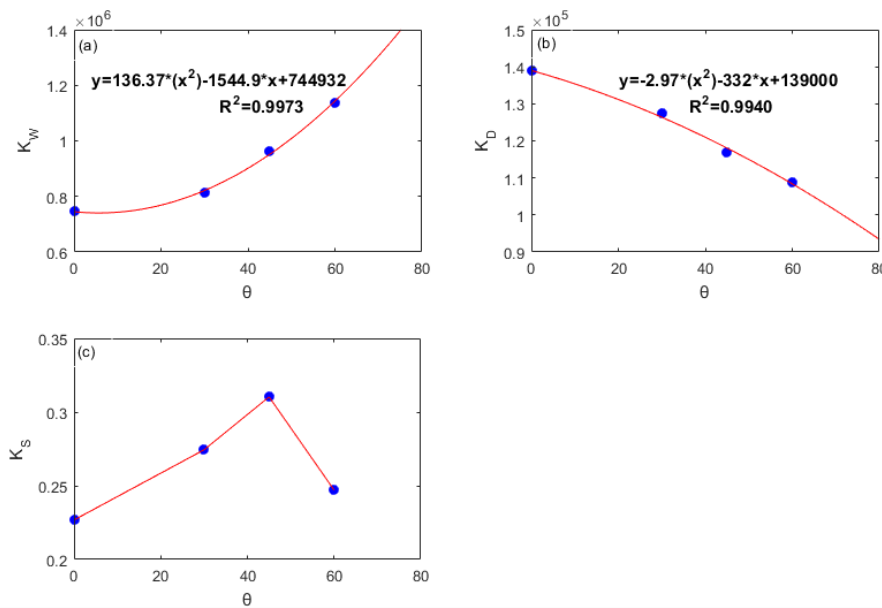 ×10⁶
1.4
(a)
y=136.37*(x²)-1544.9*x+744932
R²=0.9973
1.2
1
0.8
0.6
K_W
0 20 40 60 80
θ
×10⁵
1.5
(b)
1.4
y=-2.97*(x²)-332*x+139000
R²=0.9940
1.3
1.2
1.1
1
0.9
K_D
0 20 40 60 80
θ
0.35
(c)
0.3
0.25
0.2
K_S
0 20 40 60 80
θ